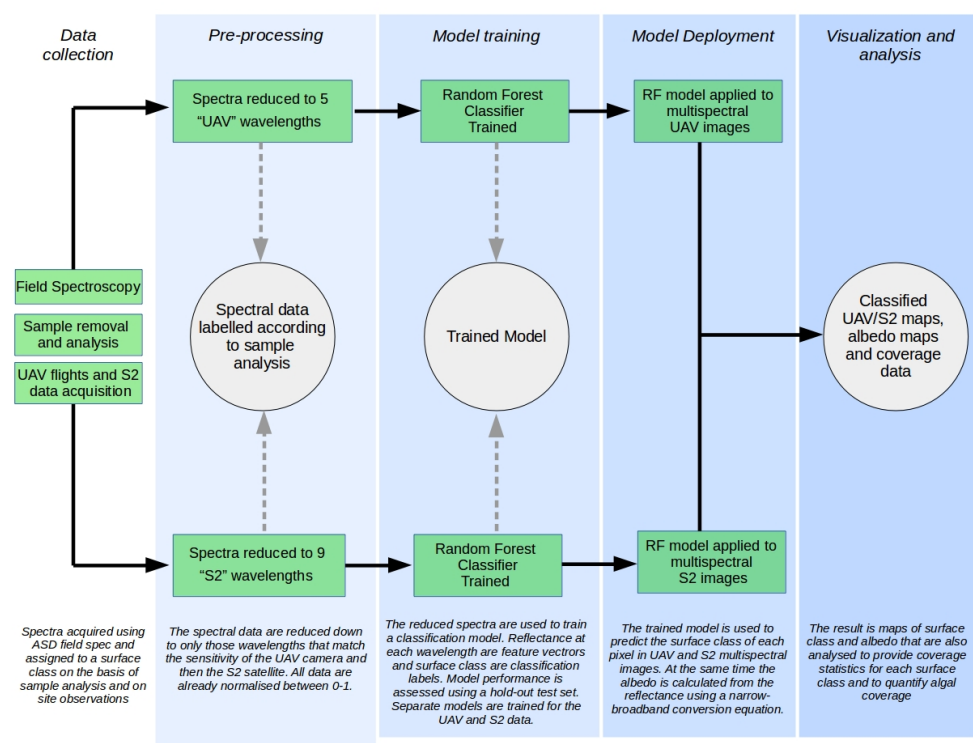 Data
collection
Pre-processing
Model training
Model Deployment
Visualization and
analysis
Spectra reduced to 5
“UAV” wavelengths
Random Forest
Classifier
Trained
RF model applied to
multispectral
UAV images
Field Spectroscopy
Sample removal
and analysis
UAV flights and S2
data acquisition
Spectral data
labelled according
to sample
analysis
Trained Model
Classified
UAV/S2 maps,
albedo maps
and coverage
data
Spectra reduced to 9
“S2” wavelengths
Random Forest
Classifier
Trained
RF model applied to
multispectral
S2 images
Spectra acquired using
ASD field spec and
assigned to a surface
class on the basis of
sample analysis and on
site observations
The spectral data are reduced down
to only those wavelengths that match
the sensitivity of the UAV camera and
then the S2 satellite. All data are
already normalised between 0-1.
The reduced spectra are used to train
a classification model. Reflectance at
each wavelength are feature vectrors
and surface class are classification
labels. Model performance is
assessed using a hold-out test set.
Separate models are trained for the
UAV and S2 data.
The trained model is used to
predict the surface class of each
pixel in UAV and S2 multispectral
images. At the same time the
albedo is calculated from the
reflectance using a narrow-
broadband conversion equation.
The result is maps of surface
class and albedo that are also
analysed to provide coverage
statistics for each surface
class and to quantify algal
coverage